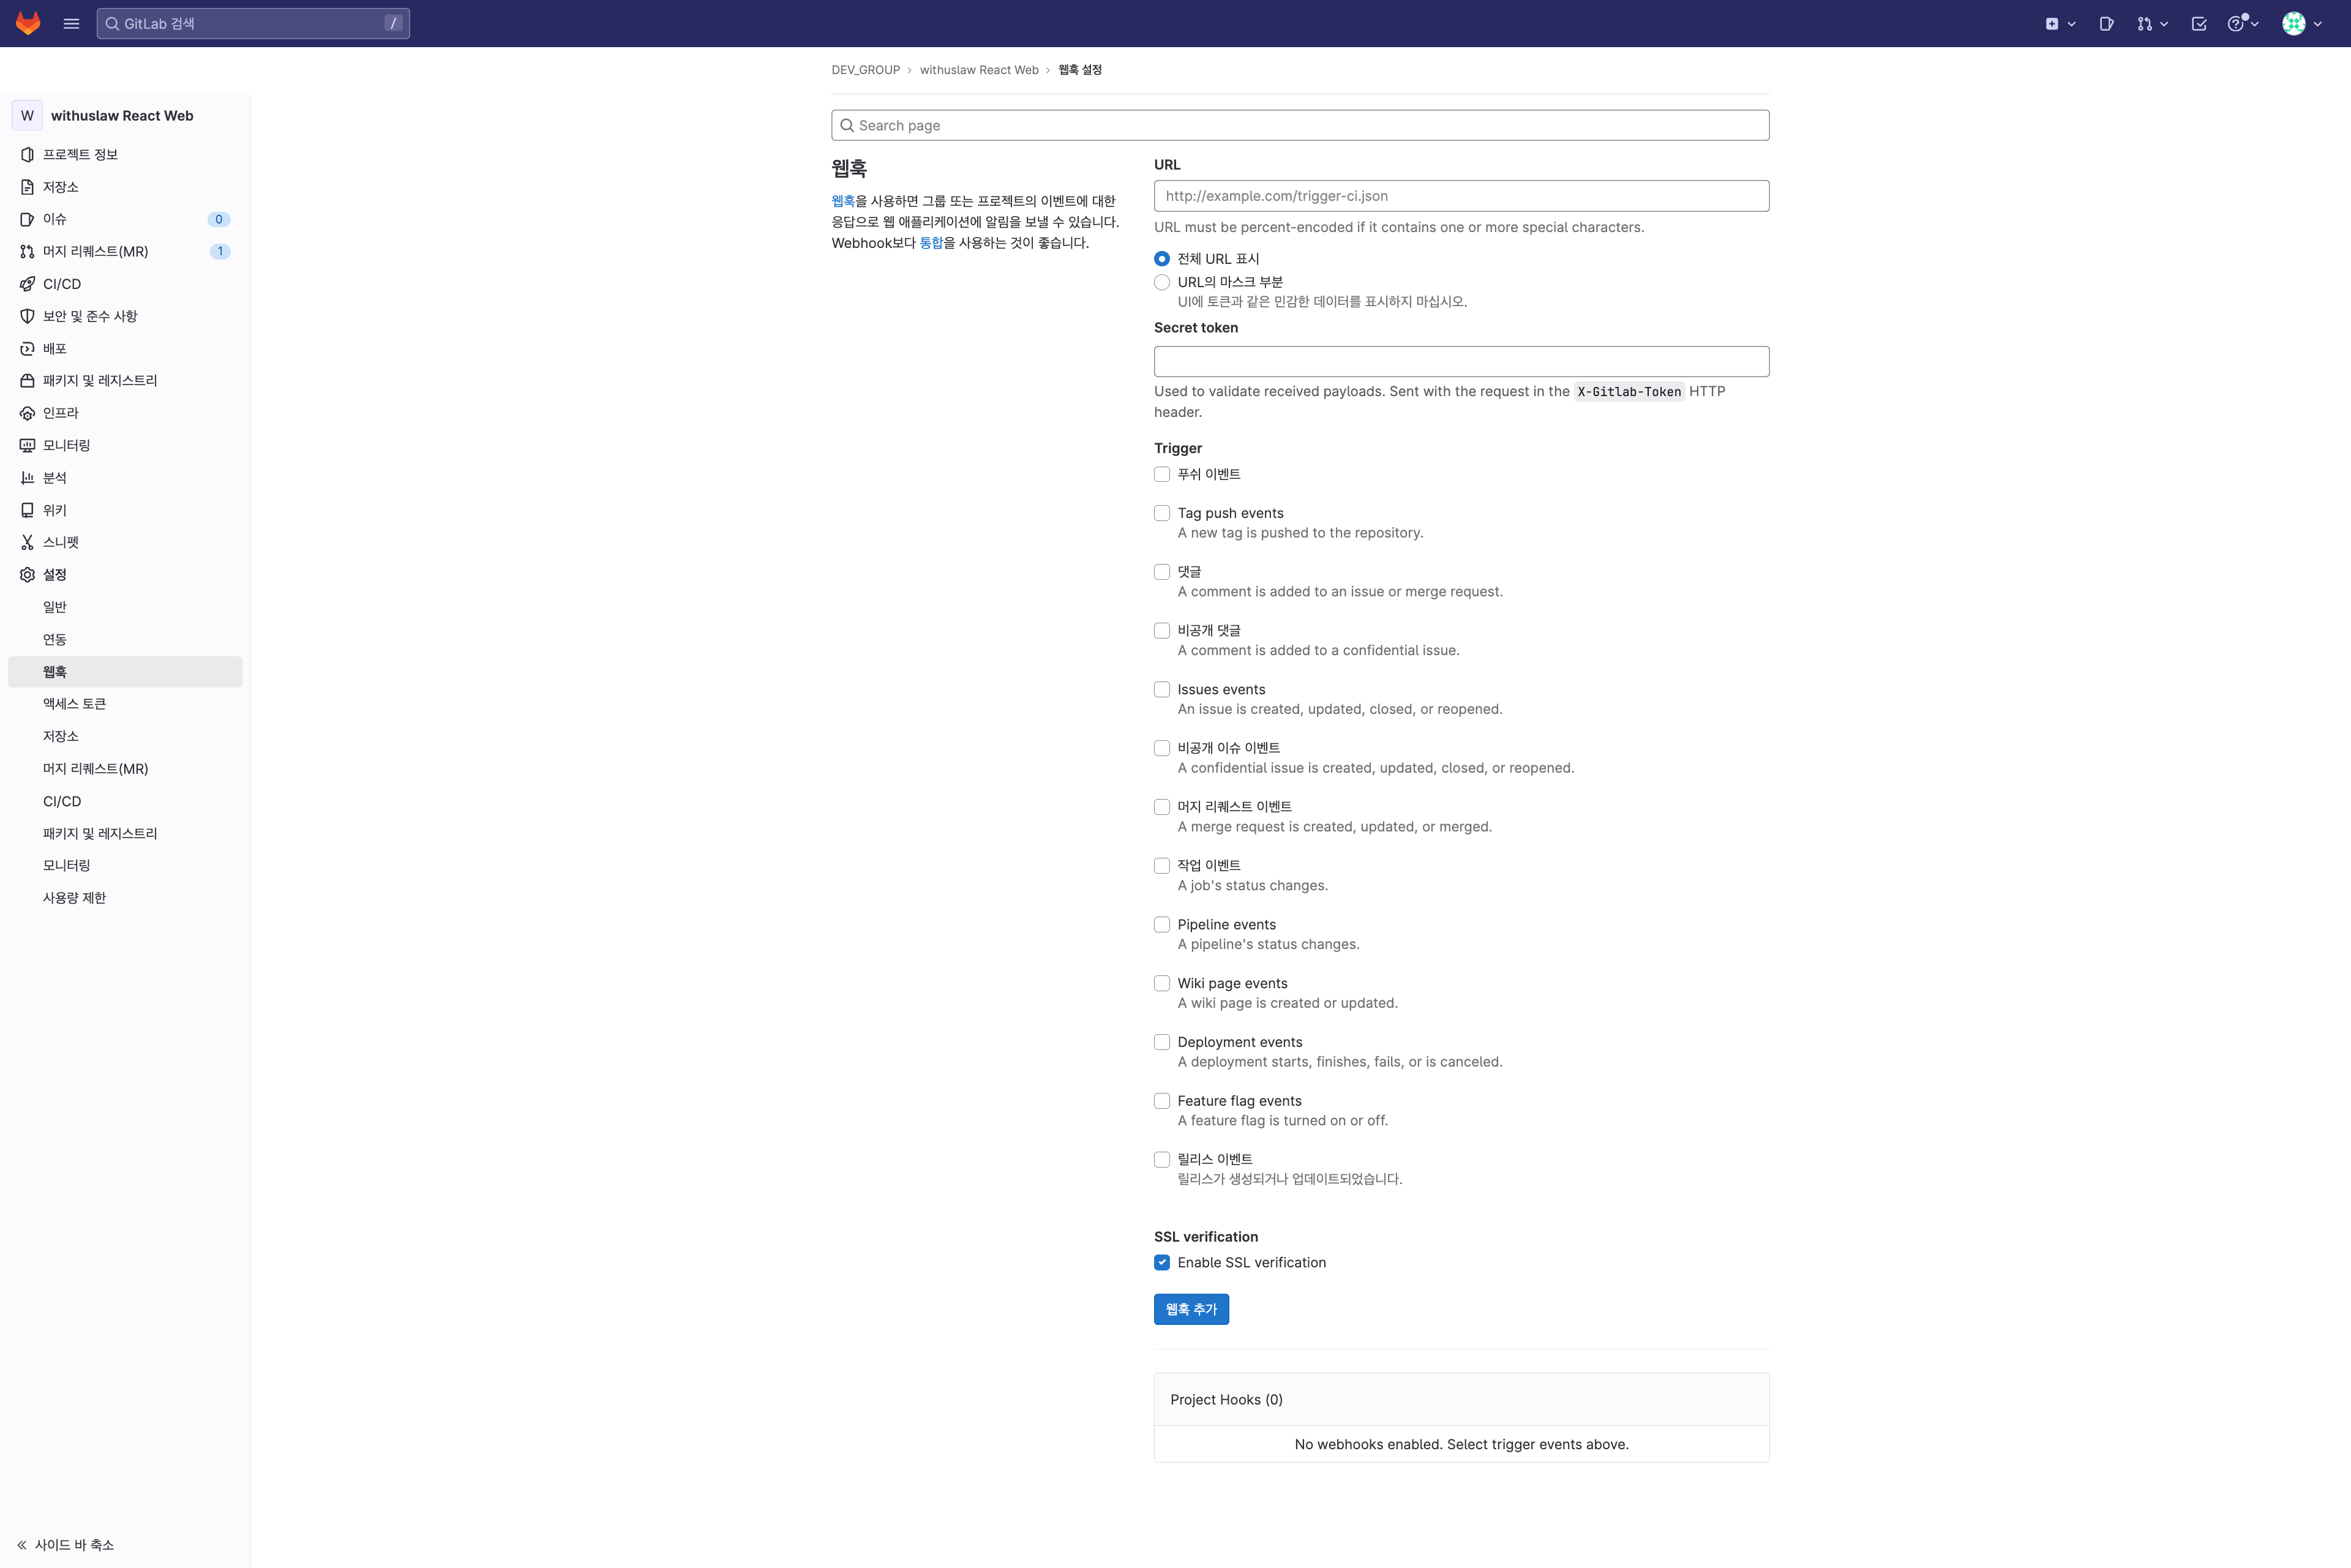 GitLab 검색 /
DEV_GROUP › withuslaw React Web › 웹훅 설정
W withuslaw React Web
프로젝트 정보
저장소
이슈 0
머지 리퀘스트(MR) 1
CI/CD
보안 및 준수 사항
배포
패키지 및 레지스트리
인프라
모니터링
분석
위키
스니펫
설정
일반
연동
웹훅
액세스 토큰
저장소
머지 리퀘스트(MR)
CI/CD
패키지 및 레지스트리
모니터링
사용량 제한
사이드 바 축소
Search page
웹훅
웹훅을 사용하면 그룹 또는 프로젝트의 이벤트에 대한
응답으로 웹 애플리케이션에 알림을 보낼 수 있습니다.
Webhook보다 통합을 사용하는 것이 좋습니다.
URL
http://example.com/trigger-ci.json
URL must be percent-encoded if it contains one or more special characters.
전체 URL 표시
URL의 마스크 부분
UI에 토큰과 같은 민감한 데이터를 표시하지 마십시오.
Secret token
Used to validate received payloads. Sent with the request in the X-Gitlab-Token HTTP
header.
Trigger
푸쉬 이벤트
Tag push events
A new tag is pushed to the repository.
댓글
A comment is added to an issue or merge request.
비공개 댓글
A comment is added to a confidential issue.
Issues events
An issue is created, updated, closed, or reopened.
비공개 이슈 이벤트
A confidential issue is created, updated, closed, or reopened.
머지 리퀘스트 이벤트
A merge request is created, updated, or merged.
작업 이벤트
A job's status changes.
Pipeline events
A pipeline's status changes.
Wiki page events
A wiki page is created or updated.
Deployment events
A deployment starts, finishes, fails, or is canceled.
Feature flag events
A feature flag is turned on or off.
릴리스 이벤트
릴리스가 생성되거나 업데이트되었습니다.
SSL verification
Enable SSL verification
웹훅 추가
Project Hooks (0)
No webhooks enabled. Select trigger events above.